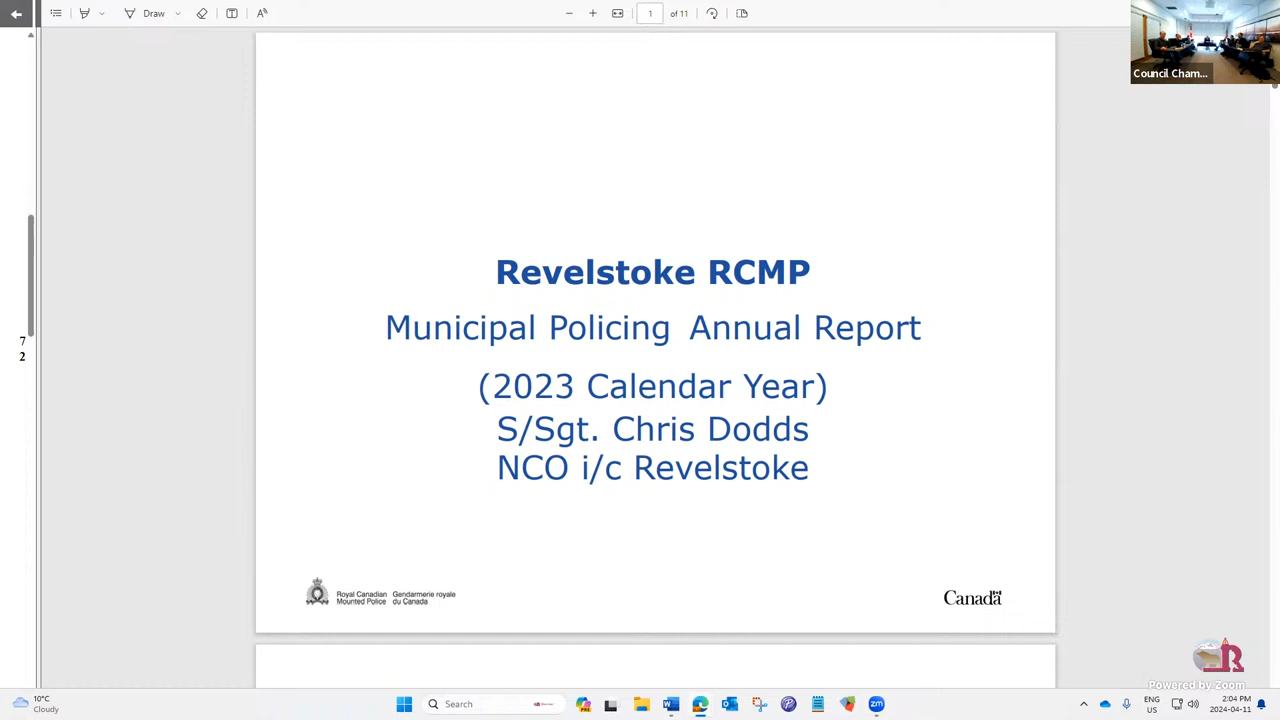 Draw
1
of 11
Council Cham...
Revelstoke RCMP
Municipal Policing Annual Report
(2023 Calendar Year)
S/Sgt. Chris Dodds
NCO i/c Revelstoke
7
2
Royal Canadian Mounted Police
Gendarmerie royale du Canada
Canada
R
Powered by Zoom
10°C
Cloudy
Search
ENG
US
2:04 PM
2024-04-11